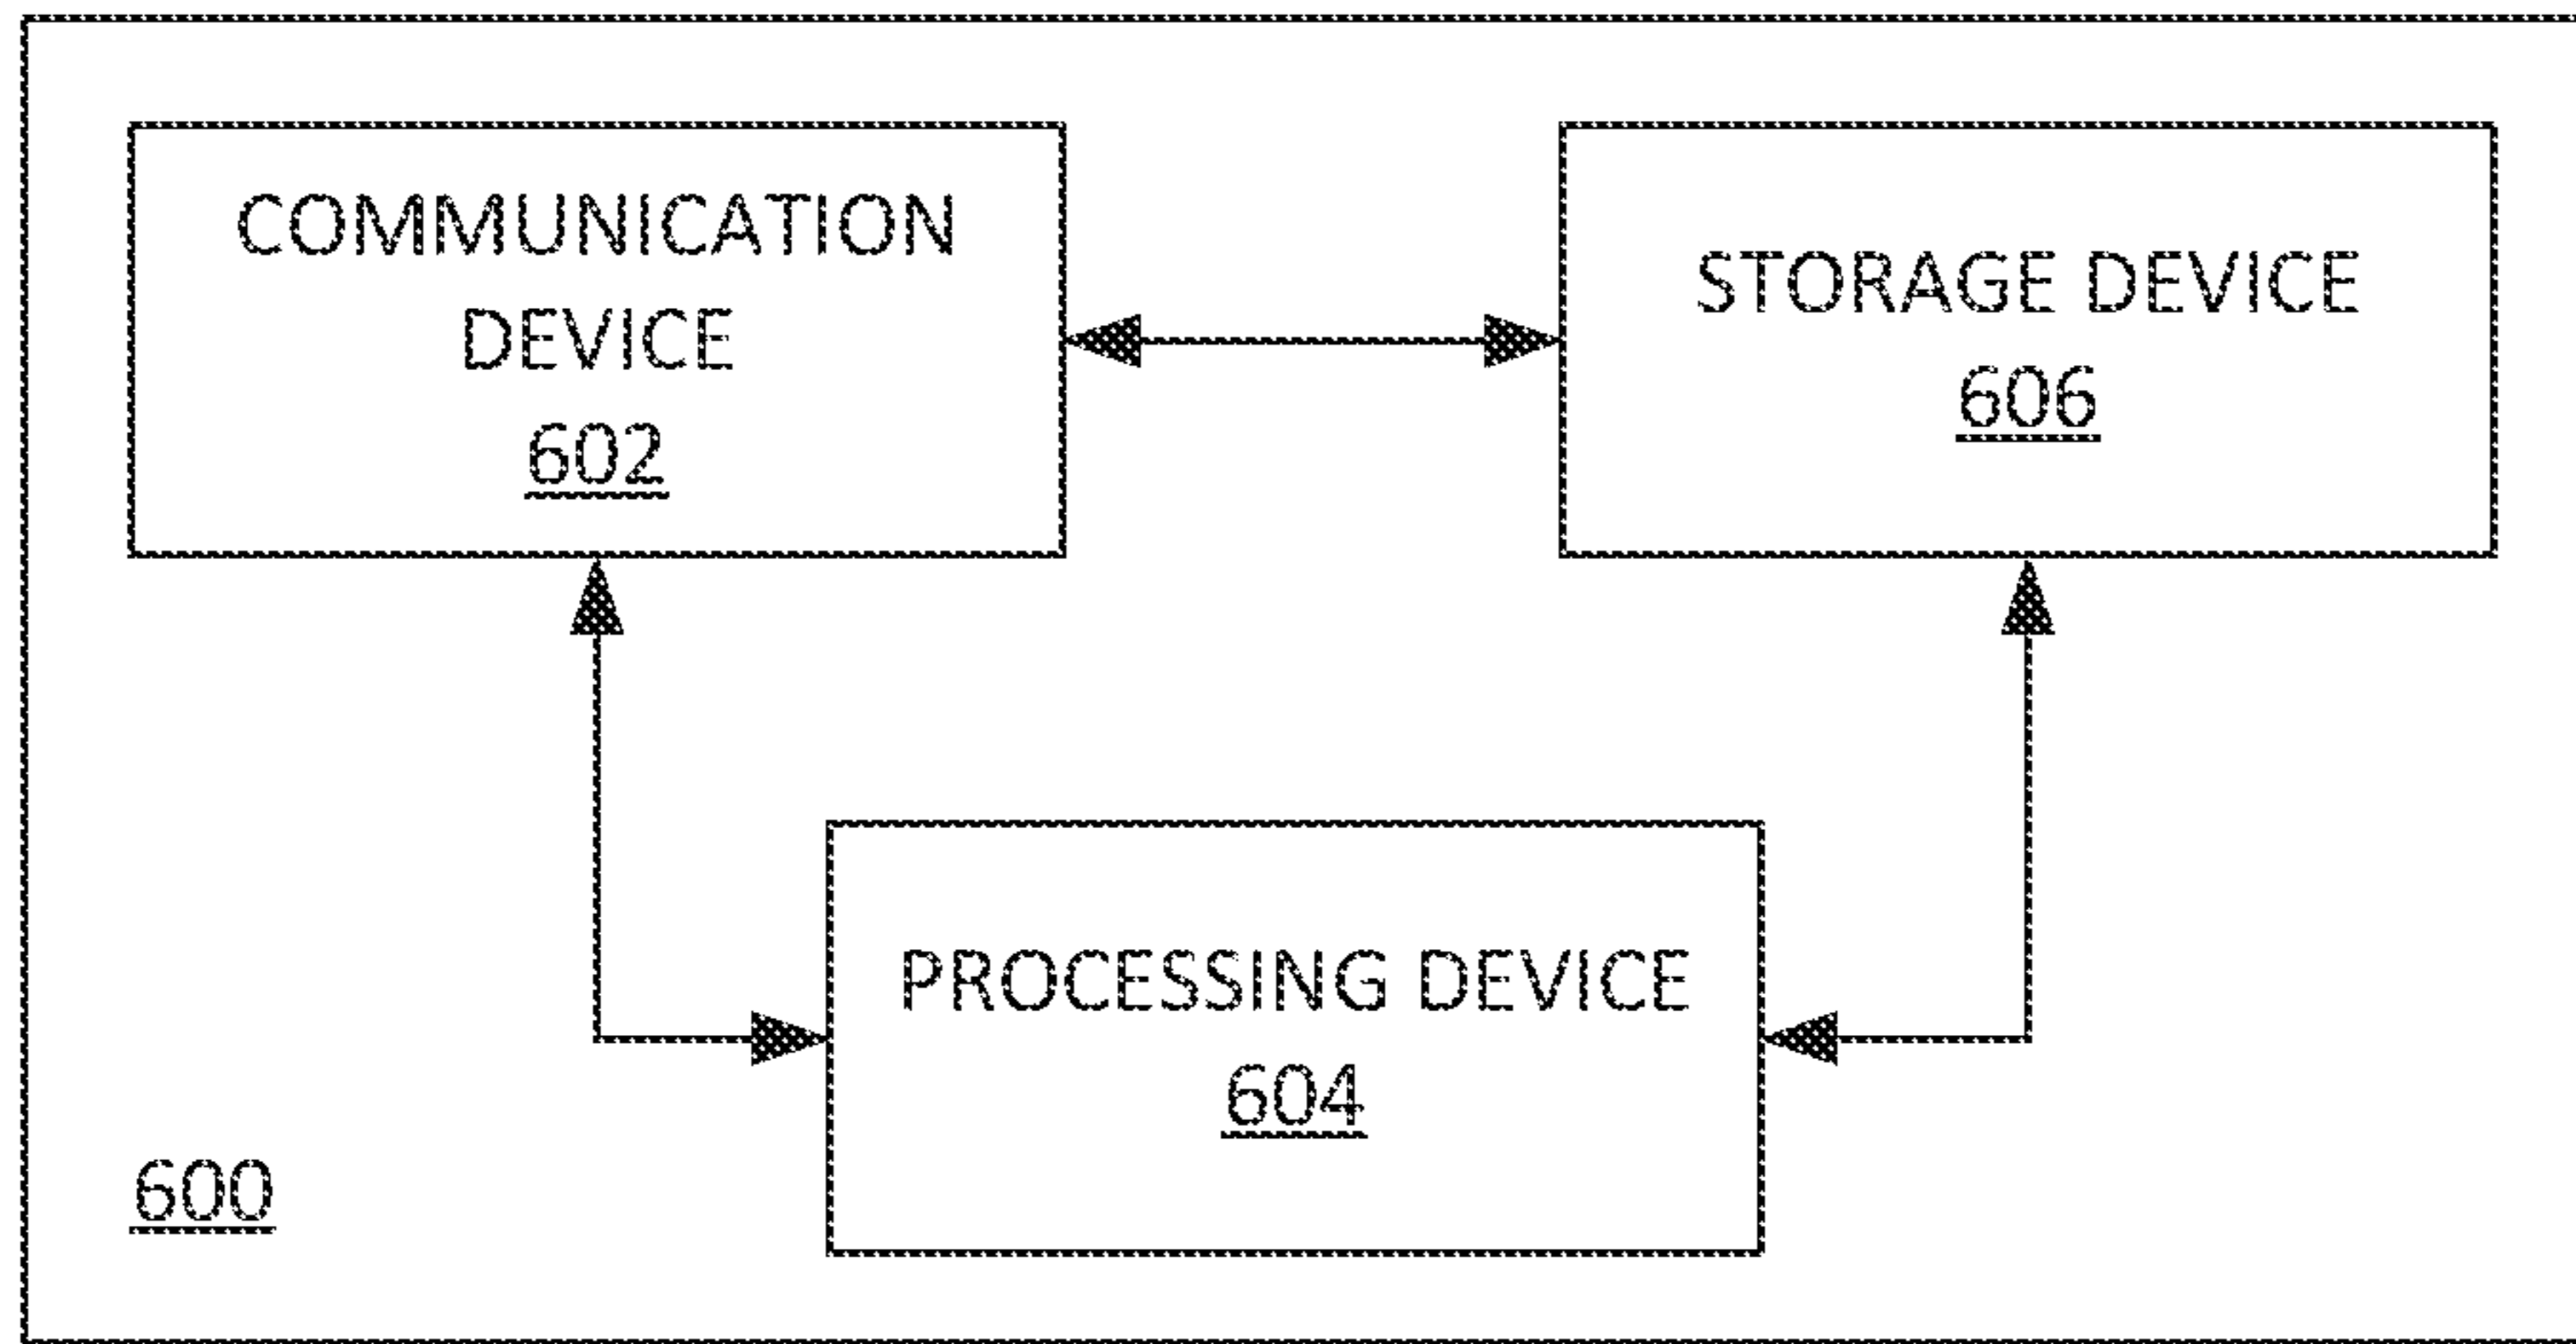 COMMUNICATION
DEVICE
602
STORAGE DEVICE
606
PROCESSING DEVICE
604
600